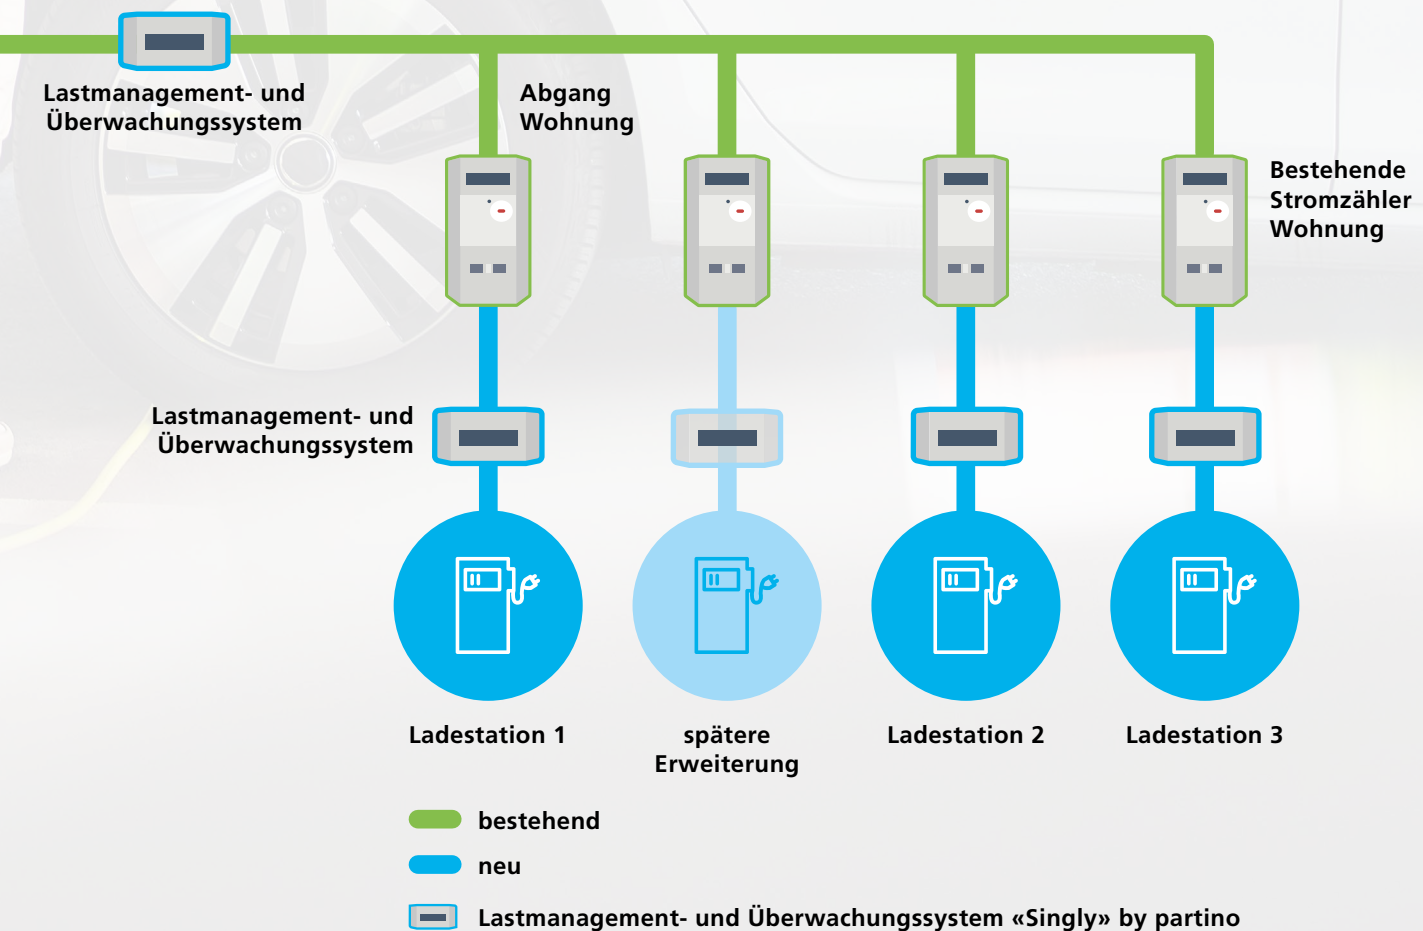 Lastmanagement- und
Überwachungssystem
Abgang
Wohnung
Bestehende
Stromzähler
Wohnung
Lastmanagement- und
Überwachungssystem
Ladestation 1
spätere
Erweiterung
Ladestation 2
Ladestation 3
bestehend
neu
Lastmanagement- und Überwachungssystem «Singly» by partino